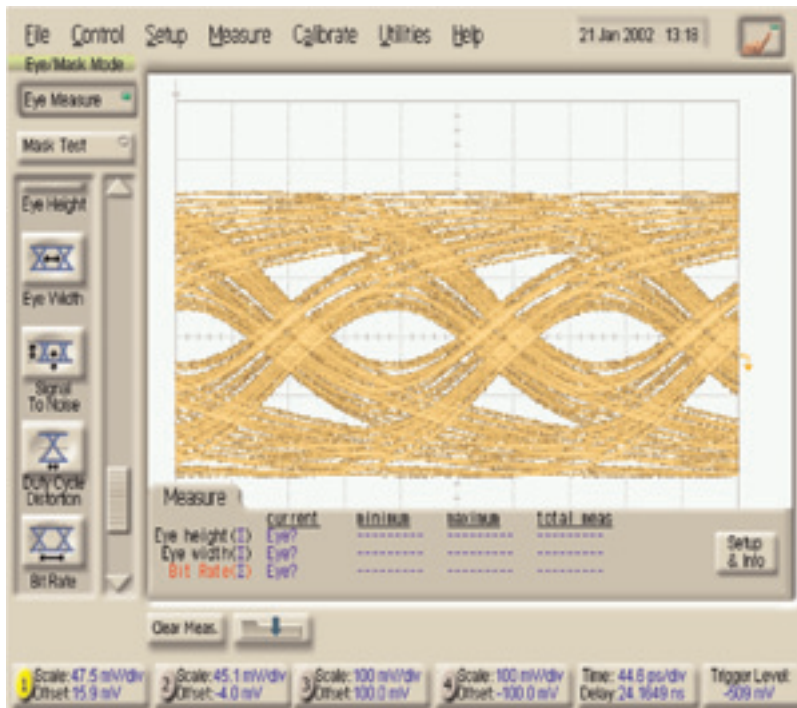 File Control Setup Measure Calibrate Utilities Help 21 Jan 2002 13:18
Eye/Mask Mode
Eye Measure
Mask Test
Eye Height
Eye Width
Signal
To Noise
Duty Cycle
Distortion
Bit Rate
Measure
current minimum maximum total meas
Eye height(I) Eye? --------- --------- ---------
Eye width(I) Eye? --------- --------- ---------
Bit Rate(I) Eye? --------- --------- ---------
Setup
& Info
Clear Meas.
1 Scale: 47.5 mV/div
Offset: 15.9 mV
2 Scale: 45.1 mV/div
Offset: -4.0 mV
3 Scale: 100 mV/div
Offset: 100.0 mV
4 Scale: 100 mV/div
Offset: -100.0 mV
Time: 44.6 ps/div
Delay: 24.1649 ns
Trigger Level:
-509 mV